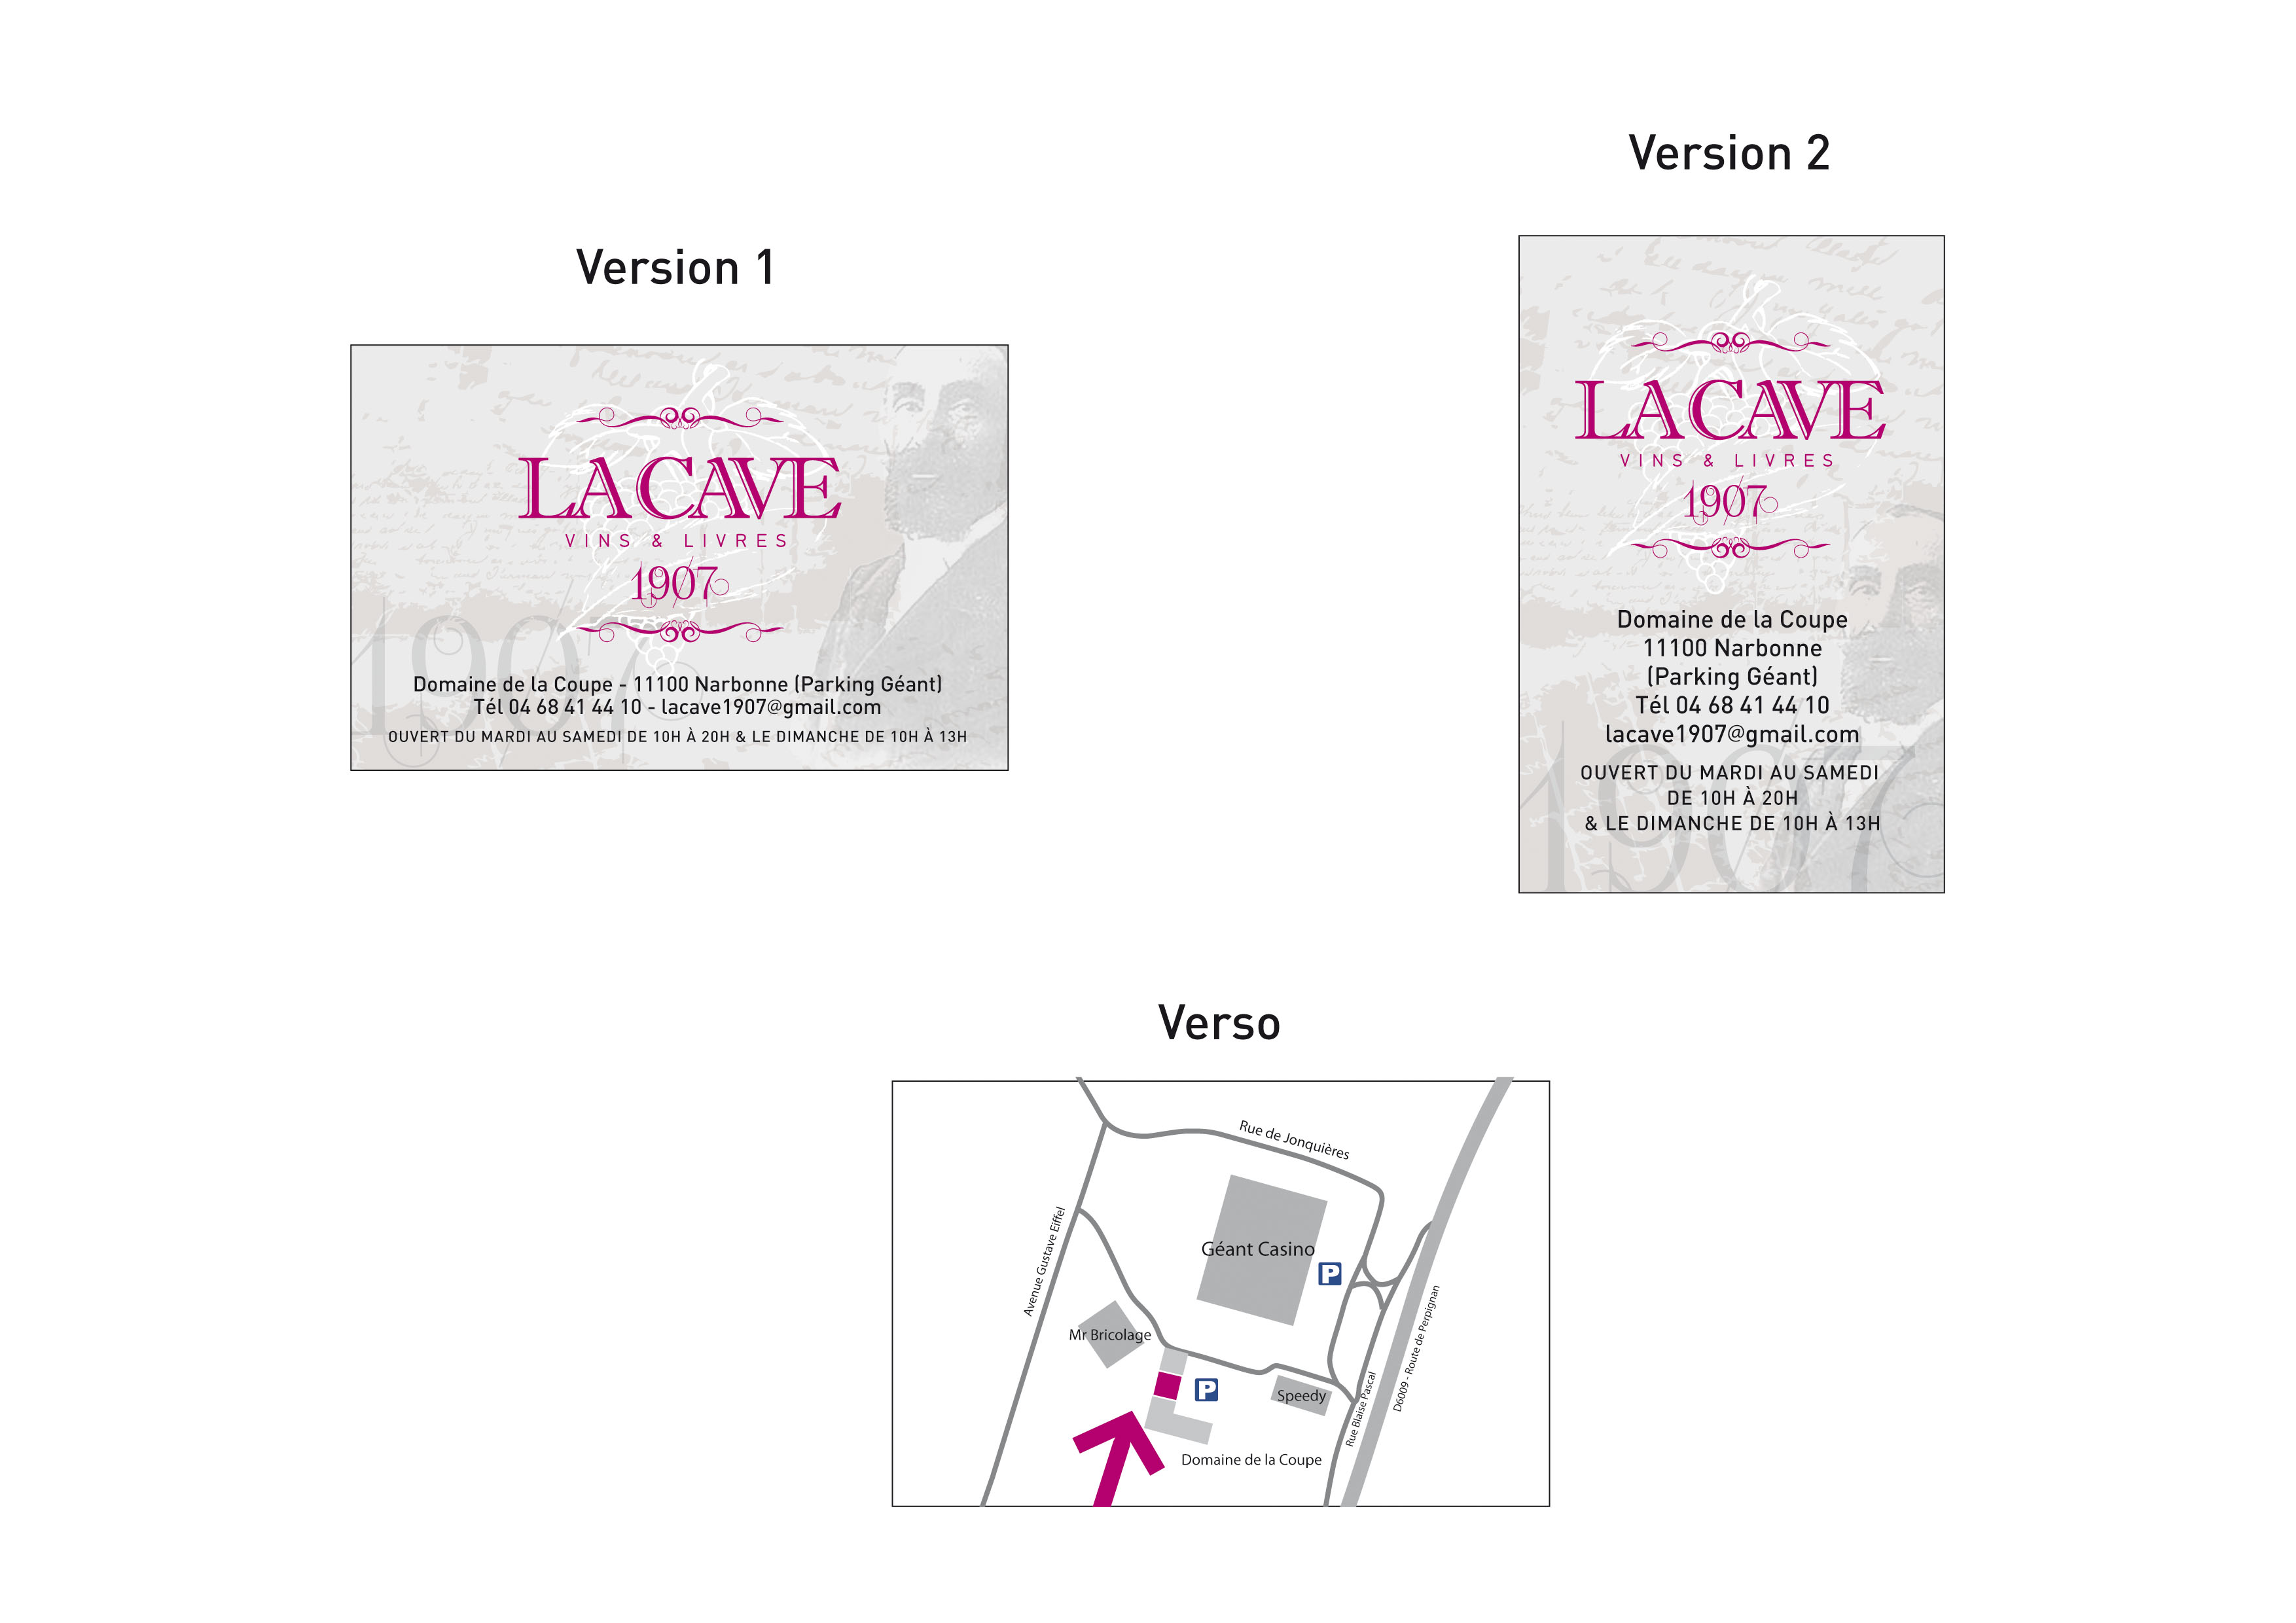 Version 1
LA CAVE
VINS & LIVRES
1907
1907
Domaine de la Coupe - 11100 Narbonne (Parking Géant)
Tél 04 68 41 44 10 - lacave1907@gmail.com
OUVERT DU MARDI AU SAMEDI DE 10H À 20H & LE DIMANCHE DE 10H À 13H
Version 2
LA CAVE
VINS & LIVRES
1907
Domaine de la Coupe
11100 Narbonne
(Parking Géant)
Tél 04 68 41 44 10
lacave1907@gmail.com
OUVERT DU MARDI AU SAMEDI
DE 10H À 20H
& LE DIMANCHE DE 10H À 13H
1907
Verso
Rue de Jonquières
Avenue Gustave Eiffel
Géant Casino
P
Mr Bricolage
P
Speedy
Rue Blaise Pascal
D6009 - Route de Perpignan
Domaine de la Coupe